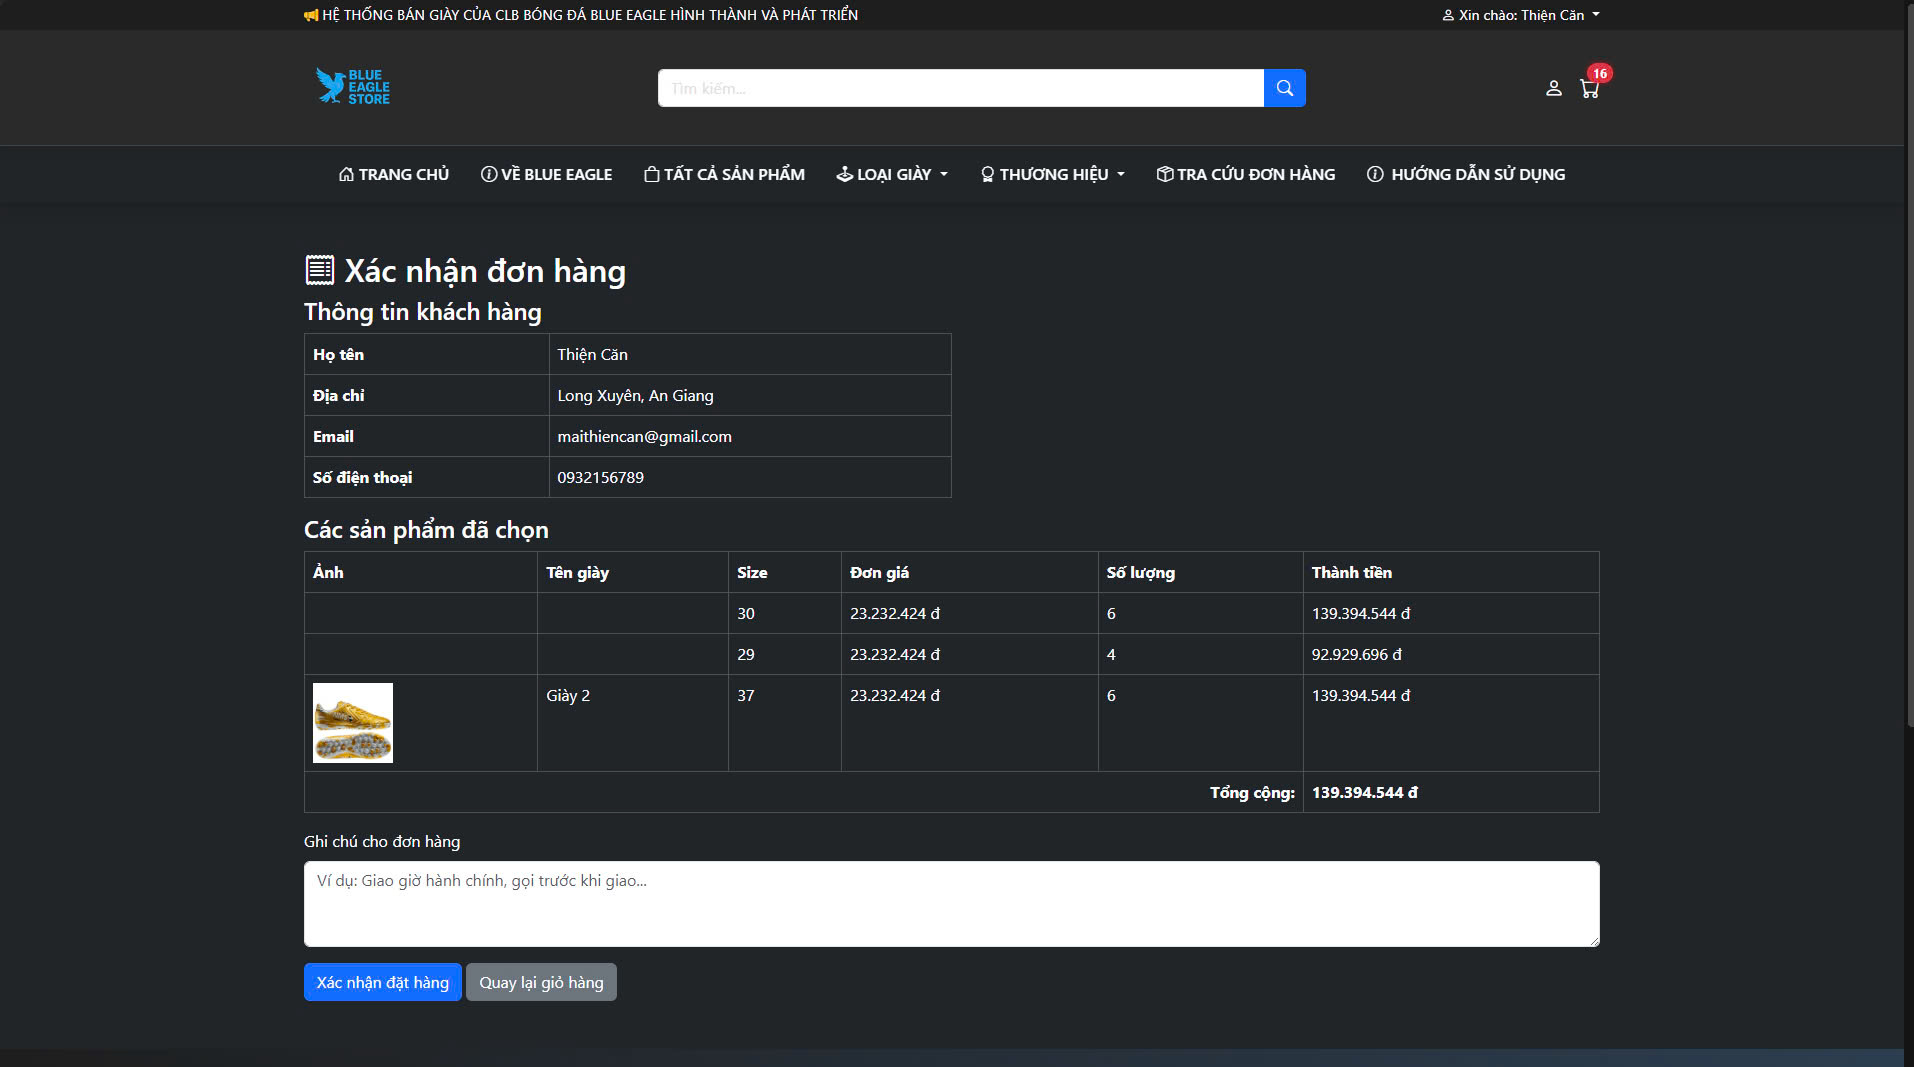 HỆ THỐNG BÁN GIÀY CỦA CLB BÓNG ĐÁ BLUE EAGLE HÌNH THÀNH VÀ PHÁT TRIỂN
Xin chào: Thiện Căn
BLUE
EAGLE
STORE
Tìm kiếm...
16
TRANG CHỦ VỀ BLUE EAGLE TẤT CẢ SẢN PHẨM LOẠI GIÀY THƯƠNG HIỆU TRA CỨU ĐƠN HÀNG HƯỚNG DẪN SỬ DỤNG
Xác nhận đơn hàng
Thông tin khách hàng
Họ tên Thiện Căn
Địa chỉ Long Xuyên, An Giang
Email maithiencan@gmail.com
Số điện thoại 0932156789
Các sản phẩm đã chọn
Ảnh Tên giày Size Đơn giá Số lượng Thành tiền
30 23.232.424 đ 6 139.394.544 đ
29 23.232.424 đ 4 92.929.696 đ
Giày 2 37 23.232.424 đ 6 139.394.544 đ
Tổng cộng: 139.394.544 đ
Ghi chú cho đơn hàng
Ví dụ: Giao giờ hành chính, gọi trước khi giao...
Xác nhận đặt hàng Quay lại giỏ hàng